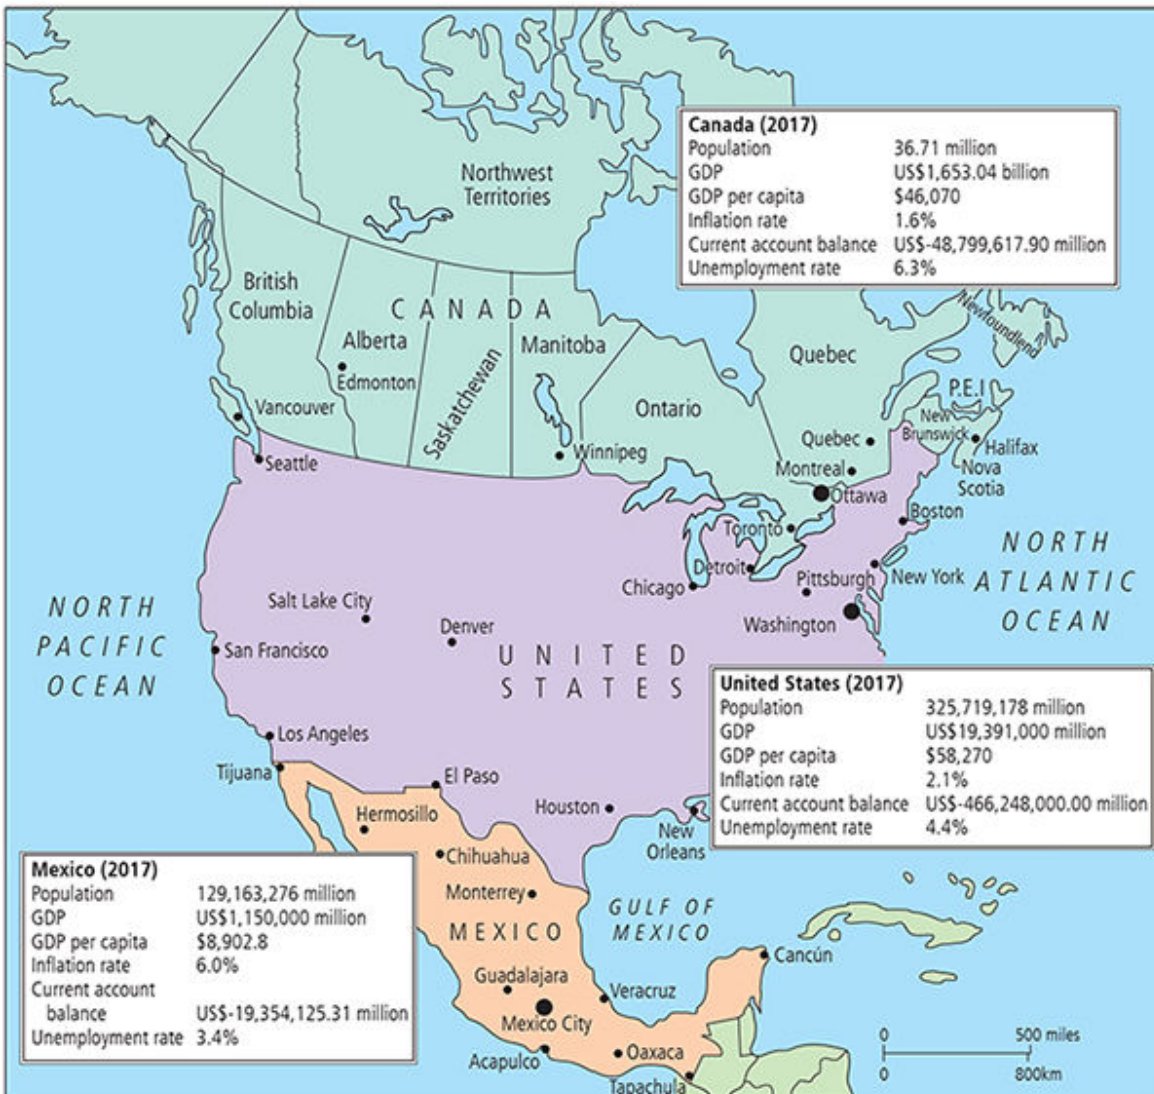 Canada (2017)
Population 36.71 million
GDP US$1,653.04 billion
GDP per capita $46,070
Inflation rate 1.6%
Current account balance US$-48,799,617.90 million
Unemployment rate 6.3%
Northwest
Territories
British
Columbia
CANADA
Alberta
Edmonton
Saskatchewan
Manitoba
Ontario
Quebec
Newfoundlend
P.E.I
New
Brunswick
Halifax
Nova
Scotia
Vancouver
Seattle
Winnipeg
Quebec
Montreal
Ottawa
Toronto
Boston
Detroit
Chicago
Pittsburgh
New York
Washington
NORTH
ATLANTIC
OCEAN
NORTH
PACIFIC
OCEAN
Salt Lake City
Denver
San Francisco
UNITED
STATES
United States (2017)
Population 325,719,178 million
GDP US$19,391,000 million
GDP per capita $58,270
Inflation rate 2.1%
Current account balance US$-466,248,000.00 million
Unemployment rate 4.4%
Los Angeles
Tijuana
El Paso
Hermosillo
Houston
New
Orleans
Chihuahua
Monterrey
Mexico (2017)
Population 129,163,276 million
GDP US$1,150,000 million
GDP per capita $8,902.8
Inflation rate 6.0%
Current account
balance US$-19,354,125.31 million
Unemployment rate 3.4%
MEXICO
GULF OF
MEXICO
Cancún
Guadalajara
Veracruz
Mexico City
Acapulco
Oaxaca
Tapachula
0 500 miles
0 800km